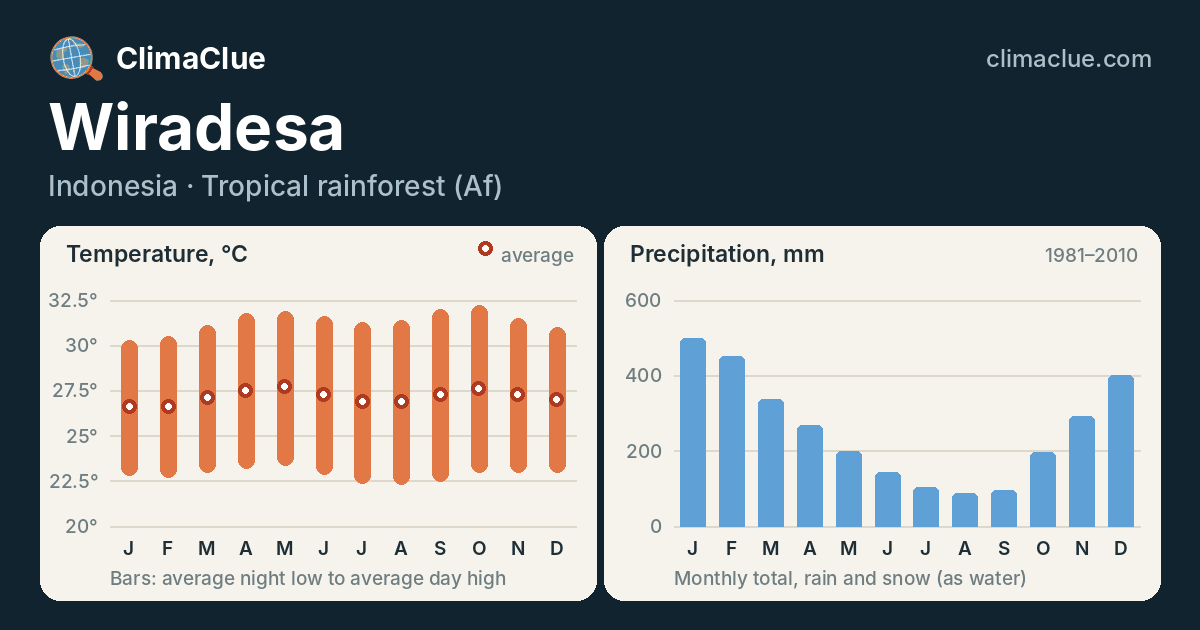 ClimaClue
climaclue.com
Wiradesa
Indonesia · Tropical rainforest (Af)
Temperature, °C
average
32.5°
30°
27.5°
25°
22.5°
20°
J F M A M J J A S O N D
Bars: average night low to average day high
Precipitation, mm
1981–2010
600
400
200
0
J F M A M J J A S O N D
Monthly total, rain and snow (as water)